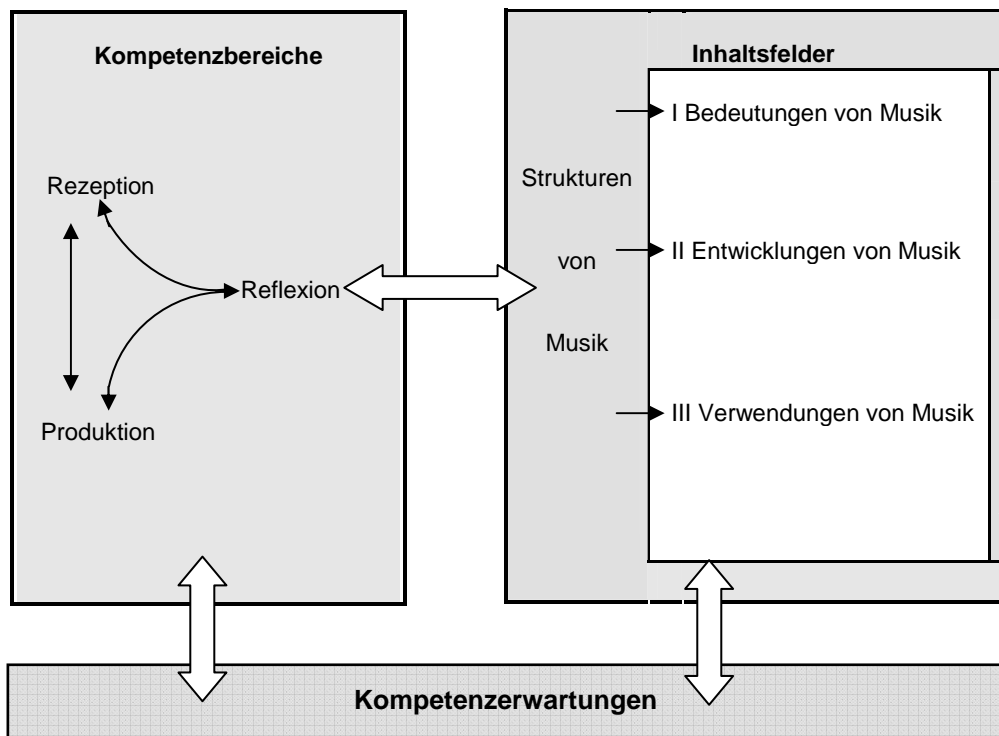 Kompetenzbereiche
Rezeption
Reflexion
Produktion
Inhaltsfelder
Strukturen
von
Musik
I Bedeutungen von Musik
II Entwicklungen von Musik
III Verwendungen von Musik
Kompetenzerwartungen